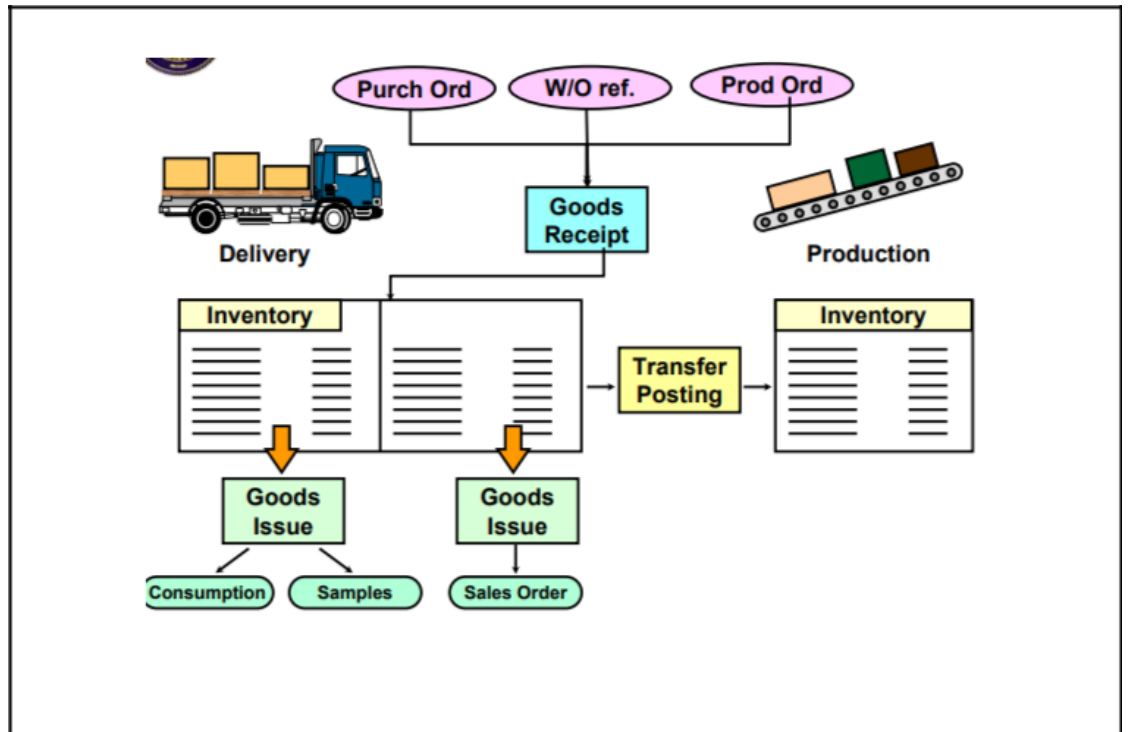 Purch Ord
W/O ref.
Prod Ord
Goods
Receipt
Delivery
Production
Inventory
Inventory
Transfer
Posting
Goods
Issue
Goods
Issue
Consumption
Samples
Sales Order